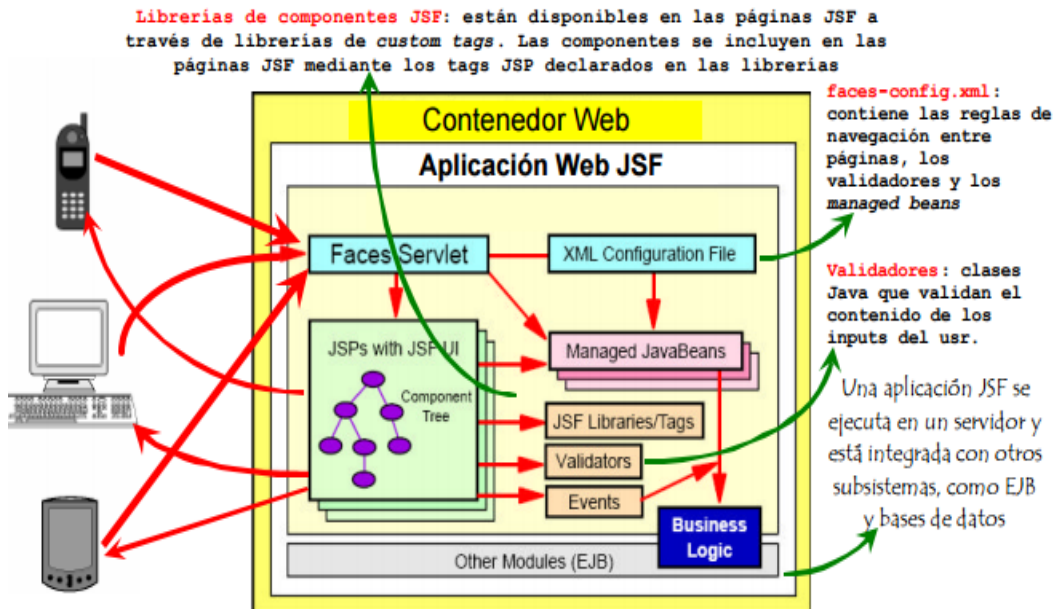 Librerías de componentes JSF: están disponibles en las páginas JSF a
través de librerías de custom tags. Las componentes se incluyen en las
páginas JSF mediante los tags JSP declarados en las librerías
faces-config.xml:
contiene las reglas de
navegación entre
páginas, los
validadores y los
managed beans
Contenedor Web
Aplicación Web JSF
Faces Servlet
XML Configuration File
Validadores: clases
Java que validan el
contenido de los
inputs del usr.
JSPs with JSF UI
Component
Tree
Managed JavaBeans
JSF Libraries/Tags
Validators
Events
Business
Logic
Other Modules (EJB)
Una aplicación JSF se
ejecuta en un servidor y
está integrada con otros
subsistemas, como EJB
y bases de datos